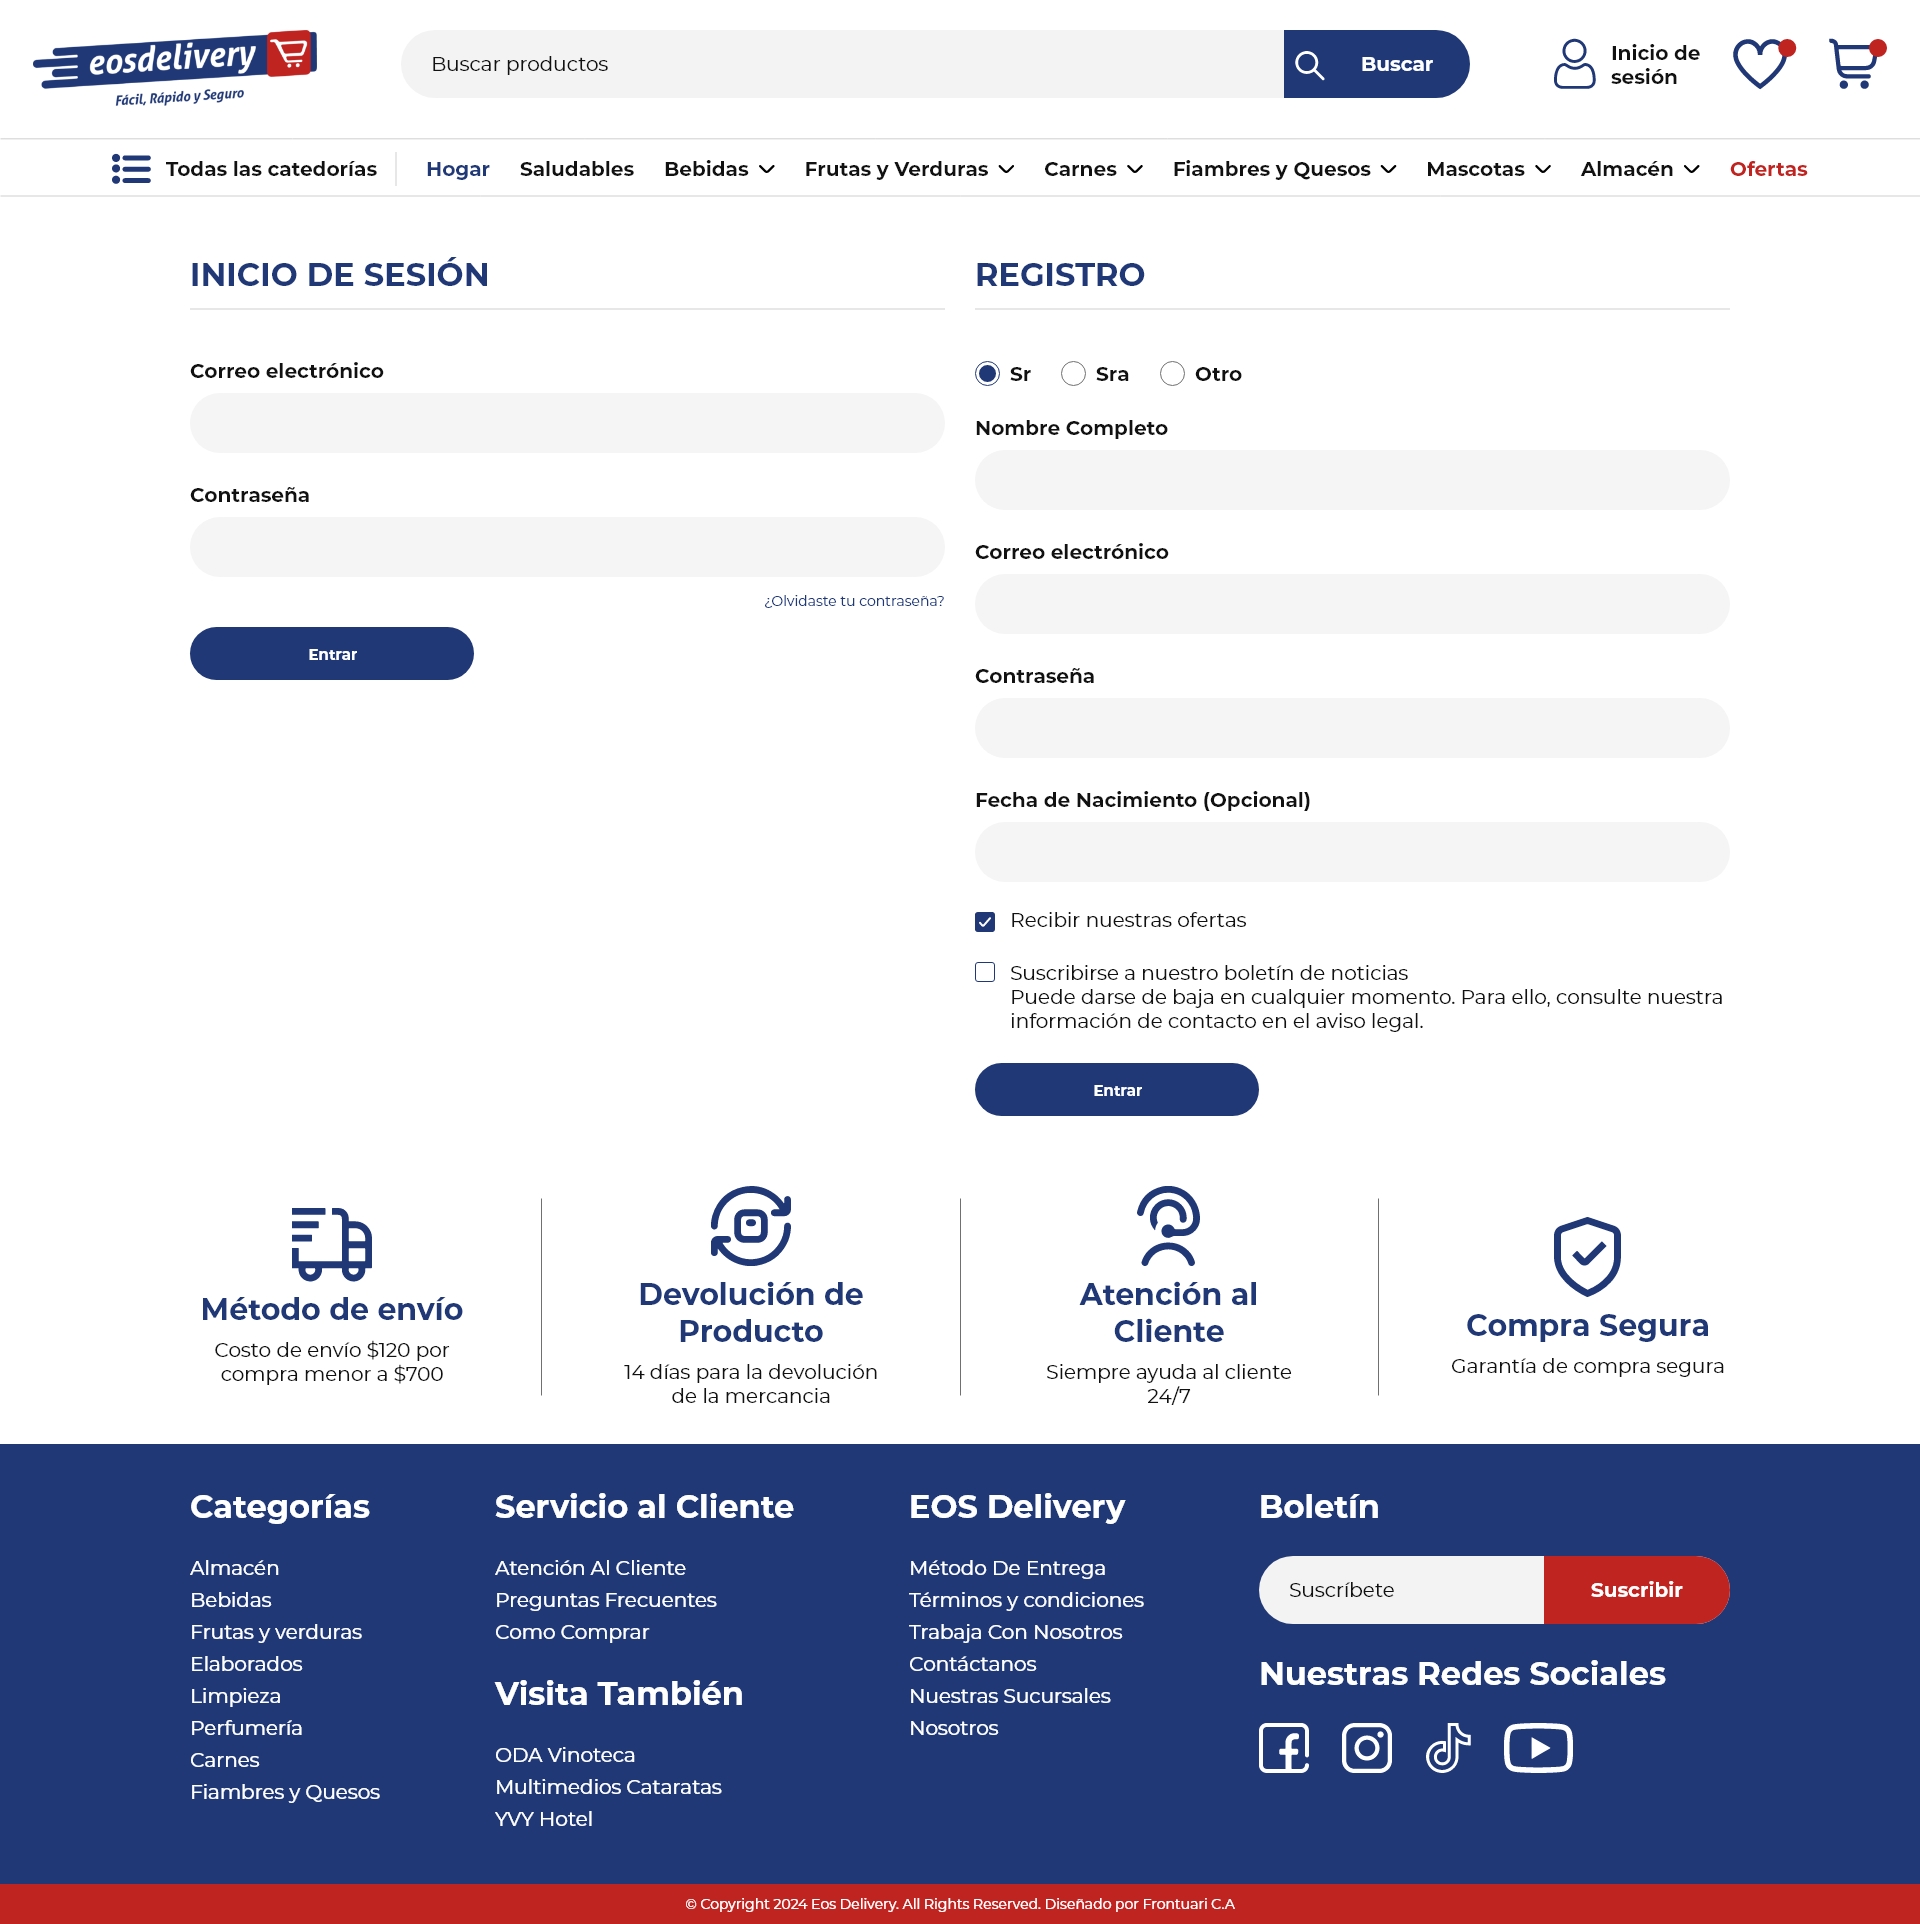 eosdelivery
Fácil, Rápido y Seguro
Buscar productos
Buscar
Inicio de
sesión
Todas las catedorías
Hogar
Saludables
Bebidas
Frutas y Verduras
Carnes
Fiambres y Quesos
Mascotas
Almacén
Ofertas
INICIO DE SESIÓN
Correo electrónico
Contraseña
¿Olvidaste tu contraseña?
Entrar
REGISTRO
Sr
Sra
Otro
Nombre Completo
Correo electrónico
Contraseña
Fecha de Nacimiento (Opcional)
Recibir nuestras ofertas
Suscribirse a nuestro boletín de noticias
Puede darse de baja en cualquier momento. Para ello, consulte nuestra
información de contacto en el aviso legal.
Entrar
Método de envío
Costo de envío $120 por
compra menor a $700
Devolución de
Producto
14 días para la devolución
de la mercancia
Atención al
Cliente
Siempre ayuda al cliente
24/7
Compra Segura
Garantía de compra segura
Categorías
Almacén
Bebidas
Frutas y verduras
Elaborados
Limpieza
Perfumería
Carnes
Fiambres y Quesos
Servicio al Cliente
Atención Al Cliente
Preguntas Frecuentes
Como Comprar
Visita También
ODA Vinoteca
Multimedios Cataratas
YVY Hotel
EOS Delivery
Método De Entrega
Términos y condiciones
Trabaja Con Nosotros
Contáctanos
Nuestras Sucursales
Nosotros
Boletín
Suscríbete
Suscribir
Nuestras Redes Sociales
© Copyright 2024 Eos Delivery. All Rights Reserved. Diseñado por Frontuari C.A